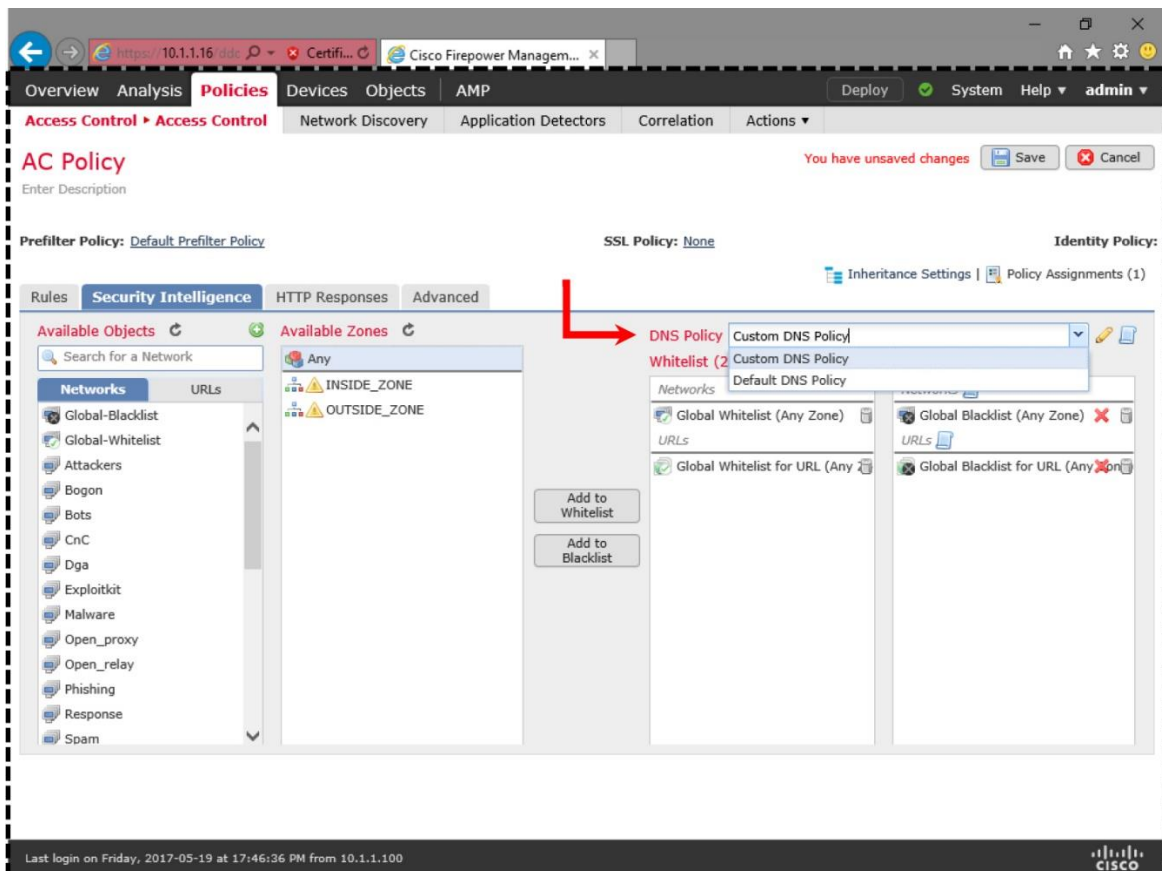 https://10.1.1.16/ddc
Certifi...
Cisco Firepower Managem...
Overview Analysis Policies Devices Objects AMP
Deploy System Help admin
Access Control ▸ Access Control Network Discovery Application Detectors Correlation Actions ▼
AC Policy
You have unsaved changes Save Cancel
Enter Description
Prefilter Policy: Default Prefilter Policy SSL Policy: None Identity Policy:
Inheritance Settings | Policy Assignments (1)
Rules Security Intelligence HTTP Responses Advanced
Available Objects
Search for a Network
Networks URLs
Global-Blacklist
Global-Whitelist
Attackers
Bogon
Bots
CnC
Dga
Exploitkit
Malware
Open_proxy
Open_relay
Phishing
Response
Spam
Available Zones
Any
INSIDE_ZONE
OUTSIDE_ZONE
Add to
Whitelist
Add to
Blacklist
DNS Policy Custom DNS Policy
Custom DNS Policy
Default DNS Policy
Whitelist (2
Networks
Global Whitelist (Any Zone)
URLs
Global Whitelist for URL (Any Z
Networks
Global Blacklist (Any Zone)
URLs
Global Blacklist for URL (Any Zon
Last login on Friday, 2017-05-19 at 17:46:36 PM from 10.1.1.100
CISCO